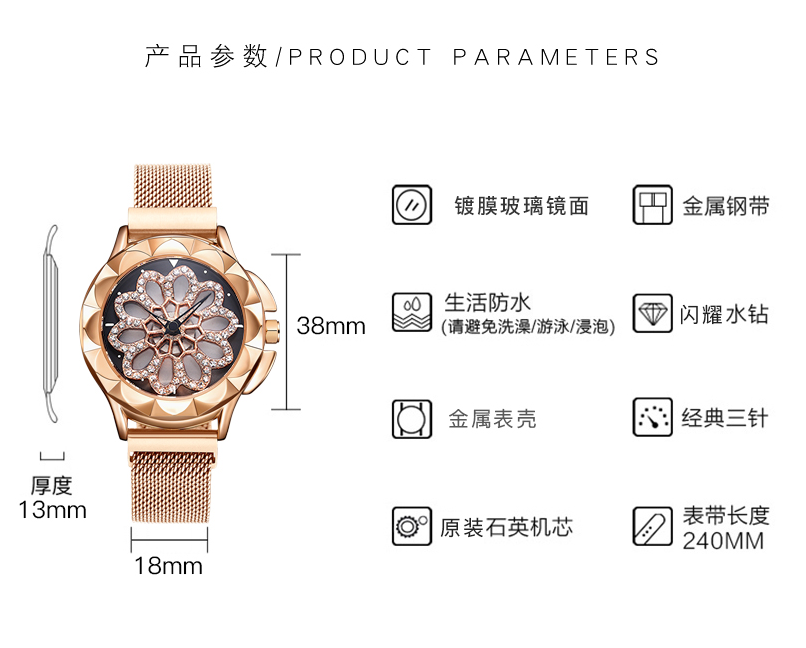 产品参数/PRODUCT PARAMETERS
镀膜玻璃镜面
金属钢带
生活防水
(请避免洗澡/游泳/浸泡)
闪耀水钻
38mm
金属表壳
经典三针
厚度
13mm
原装石英机芯
表带长度
240MM
18mm